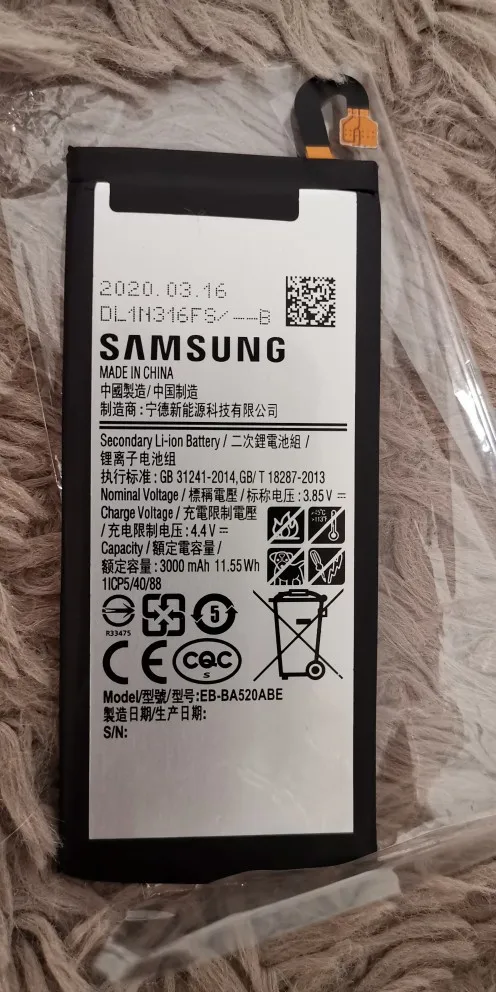 2020.03.16
DL1N316FS/--B
SAMSUNG
MADE IN CHINA
中國製造/中国制造
制造商:宁德新能源科技有限公司
Secondary Li-ion Battery / 二次鋰電池組 /
锂离子电池组
执行标准: GB 31241-2014,GB/T 18287-2013
Nominal Voltage / 標稱電壓 / 标称电压: 3.85V⎓
Charge Voltage / 充電限制電壓
/ 充电限制电压: 4.4V⎓
Capacity / 額定電容量 /
额定容量: 3000 mAh 11.55Wh
1ICP5/40/88
R33475
5
CE
CQC
S
Model/型號/型号:EB-BA520ABE
製造日期/生产日期:
S/N: